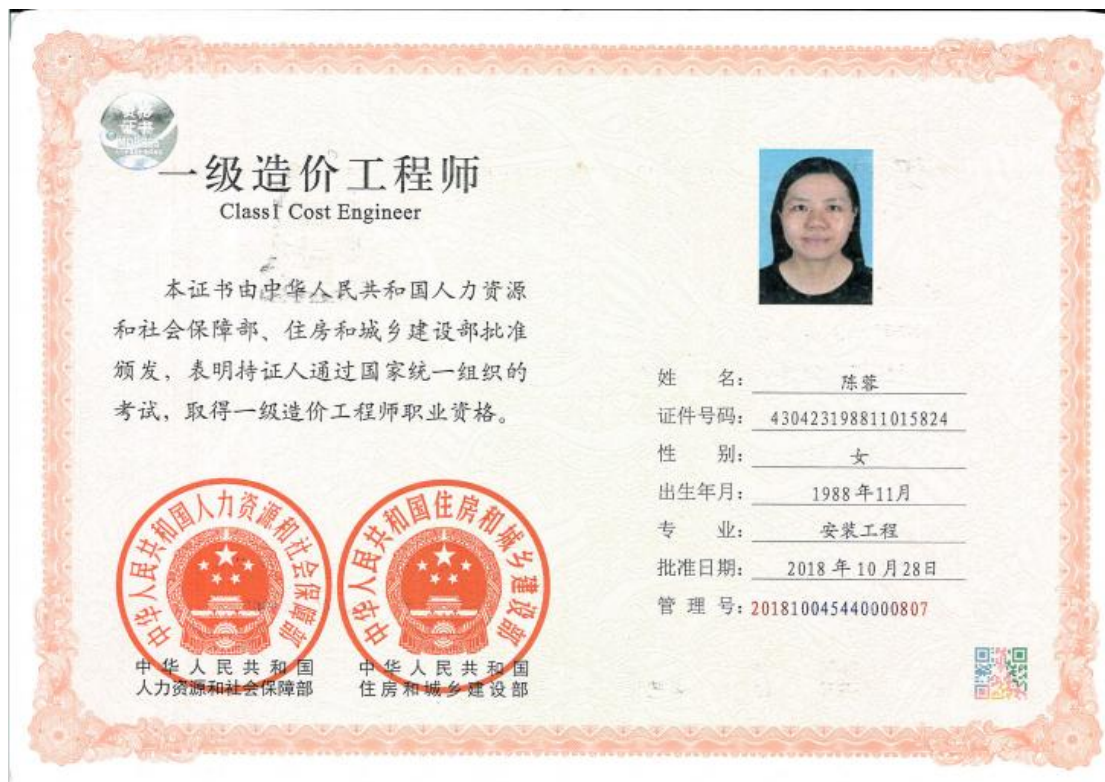 资格
证书
一级造价工程师
Class1 Cost Engineer
本证书由中华人民共和国人力资源
和社会保障部、住房和城乡建设部批准
颁发，表明持证人通过国家统一组织的
考试，取得一级造价工程师职业资格。
中华人民共和国人力资源和社会保障部
中华人民共和国住房和城乡建设部
中华人民共和国
人力资源和社会保障部
中华人民共和国
住房和城乡建设部
姓 名：陈蓉
证件号码：430423198811015824
性 别：女
出生年月：1988年11月
专 业：安装工程
批准日期：2018年10月28日
管 理 号：201810045440000807